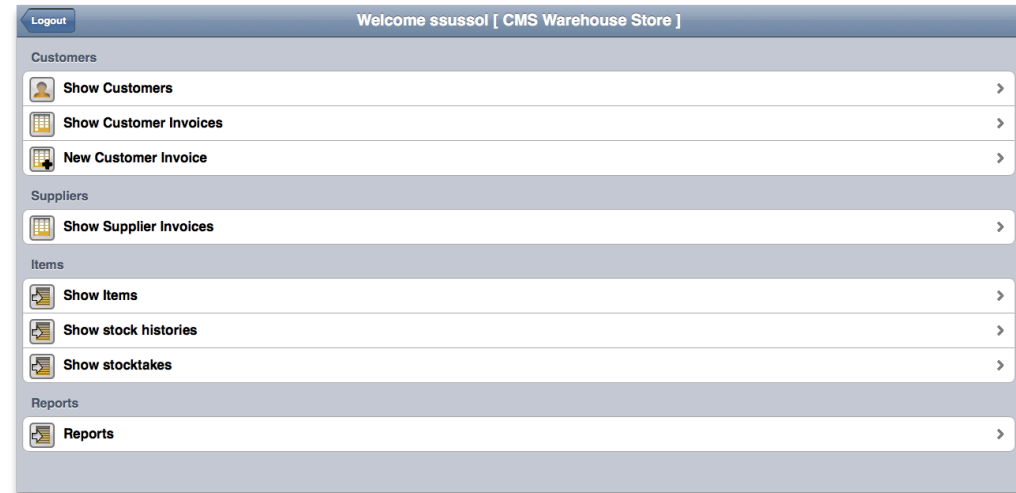 Logout
Welcome ssussol [ CMS Warehouse Store ]
Customers
Show Customers
Show Customer Invoices
New Customer Invoice
Suppliers
Show Supplier Invoices
Items
Show Items
Show stock histories
Show stocktakes
Reports
Reports